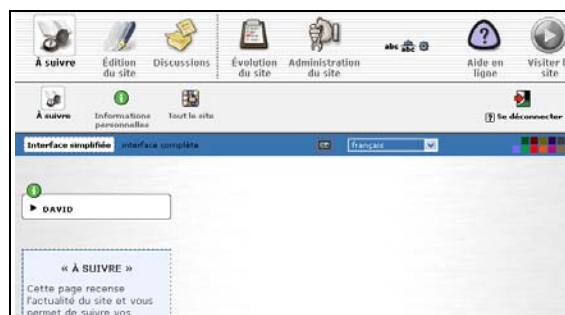 À suivre
Édition du site
Discussions
Évolution du site
Administration du site
abc
abc
Aide en ligne
Visiter l
site
À suivre
Informations personnelles
Tout le site
[?] Se déconnecter
Interface simplifiée interface complète
français
DAVID
« À SUIVRE »
Cette page recense
l'actualité du site et vous
permet de suivre vos